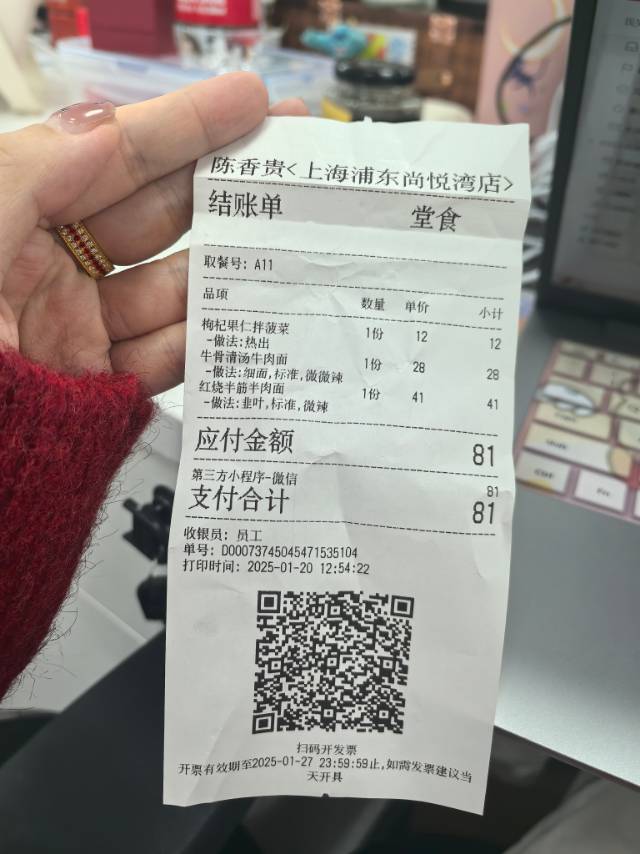 陈香贵<上海浦东尚悦湾店>
结账单 堂食
取餐号: A11
品项 数量 单价 小计
枸杞果仁拌菠菜 1份 12 12
-做法:热出
牛骨清汤牛肉面 1份 28 28
-做法:细面,标准,微微辣
红烧半筋半肉面 1份 41 41
-做法:韭叶,标准,微辣
应付金额 81
第三方小程序-微信 81
支付合计 81
收银员: 员工
单号: D00073745045471535104
打印时间: 2025-01-20 12:54:22
扫码开发票
开票有效期至2025-01-27 23:59:59止,如需发票建议当
天开具